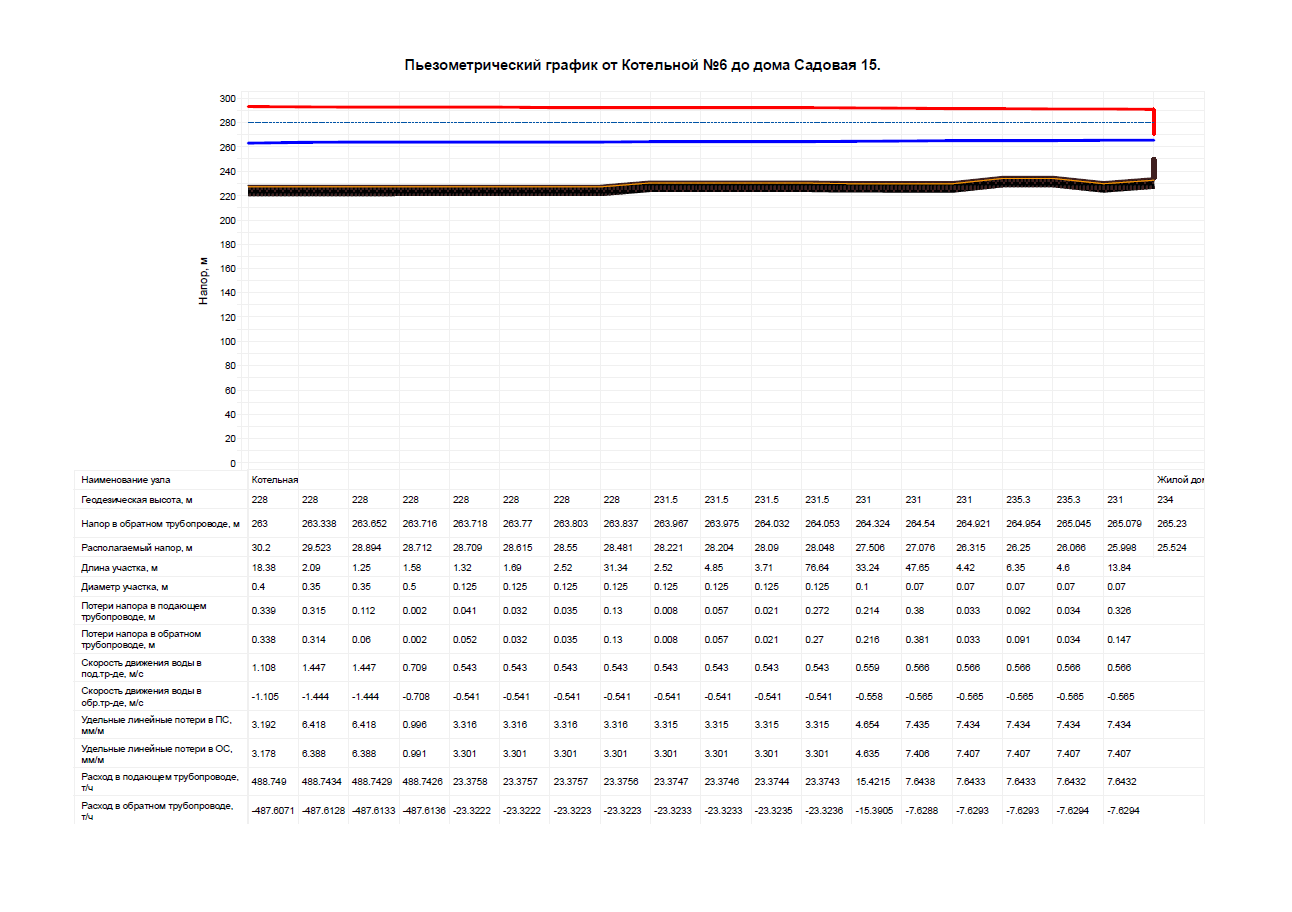 Пьезометрический график от Котельной №6 до дома Садовая 15.
300
280
260
240
220
200
180
160
140
120
100
80
60
40
20
0
Напор, м
Наименование узла Котельная Жилой дом
Геодезическая высота, м 228 228 228 228 228 228 228 228 231.5 231.5 231.5 231.5 231 231 231 235.3 235.3 231 234
Напор в обратном трубопроводе, м 263 263.338 263.652 263.716 263.718 263.77 263.803 263.837 263.967 263.975 264.032 264.053 264.324 264.54 264.921 264.954 265.045 265.079 265.23
Располагаемый напор, м 30.2 29.523 28.894 28.712 28.709 28.615 28.55 28.481 28.221 28.204 28.09 28.048 27.506 27.076 26.315 26.25 26.066 25.998 25.524
Длина участка, м 18.38 2.09 1.25 1.58 1.32 1.69 2.52 31.34 2.52 4.85 3.71 76.64 33.24 47.65 4.42 6.35 4.6 13.84
Диаметр участка, м 0.4 0.35 0.35 0.5 0.125 0.125 0.125 0.125 0.125 0.125 0.125 0.125 0.1 0.07 0.07 0.07 0.07 0.07
Потери напора в подающем
трубопроводе, м 0.339 0.315 0.112 0.002 0.041 0.032 0.035 0.13 0.008 0.057 0.021 0.272 0.214 0.38 0.033 0.092 0.034 0.326
Потери напора в обратном
трубопроводе, м 0.338 0.314 0.06 0.002 0.052 0.032 0.035 0.13 0.008 0.057 0.021 0.27 0.216 0.381 0.033 0.091 0.034 0.147
Скорость движения воды в
под.тр-де, м/с 1.108 1.447 1.447 0.709 0.543 0.543 0.543 0.543 0.543 0.543 0.543 0.543 0.559 0.566 0.566 0.566 0.566 0.566
Скорость движения воды в
обр.тр-де, м/с -1.105 -1.444 -1.444 -0.708 -0.541 -0.541 -0.541 -0.541 -0.541 -0.541 -0.541 -0.541 -0.558 -0.565 -0.565 -0.565 -0.565 -0.565
Удельные линейные потери в ПС,
мм/м 3.192 6.418 6.418 0.996 3.316 3.316 3.316 3.316 3.315 3.315 3.315 3.315 4.654 7.435 7.434 7.434 7.434 7.434
Удельные линейные потери в ОС,
мм/м 3.178 6.388 6.388 0.991 3.301 3.301 3.301 3.301 3.301 3.301 3.301 3.301 4.635 7.406 7.407 7.407 7.407 7.407
Расход в подающем трубопроводе,
т/ч 488.749 488.7434 488.7429 488.7426 23.3758 23.3757 23.3757 23.3756 23.3747 23.3746 23.3744 23.3743 15.4215 7.6438 7.6433 7.6433 7.6432 7.6432
Расход в обратном трубопроводе,
т/ч -487.6071 -487.6128 -487.6133 -487.6136 -23.3222 -23.3222 -23.3223 -23.3223 -23.3233 -23.3233 -23.3235 -23.3236 -15.3905 -7.6288 -7.6293 -7.6293 -7.6294 -7.6294